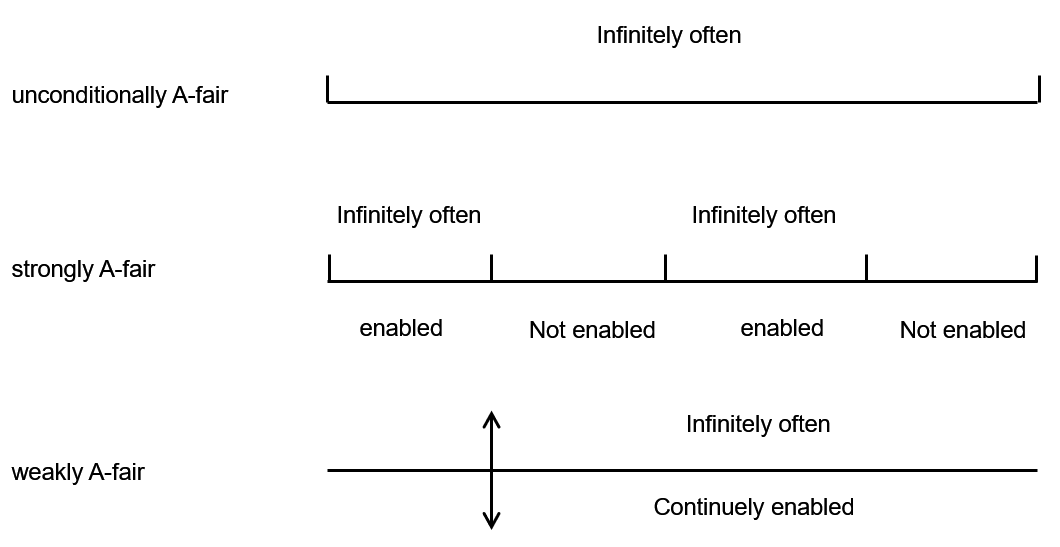 Infinitely often
unconditionally A-fair
Infinitely often Infinitely often
strongly A-fair
enabled Not enabled enabled Not enabled
Infinitely often
weakly A-fair
Continuely enabled